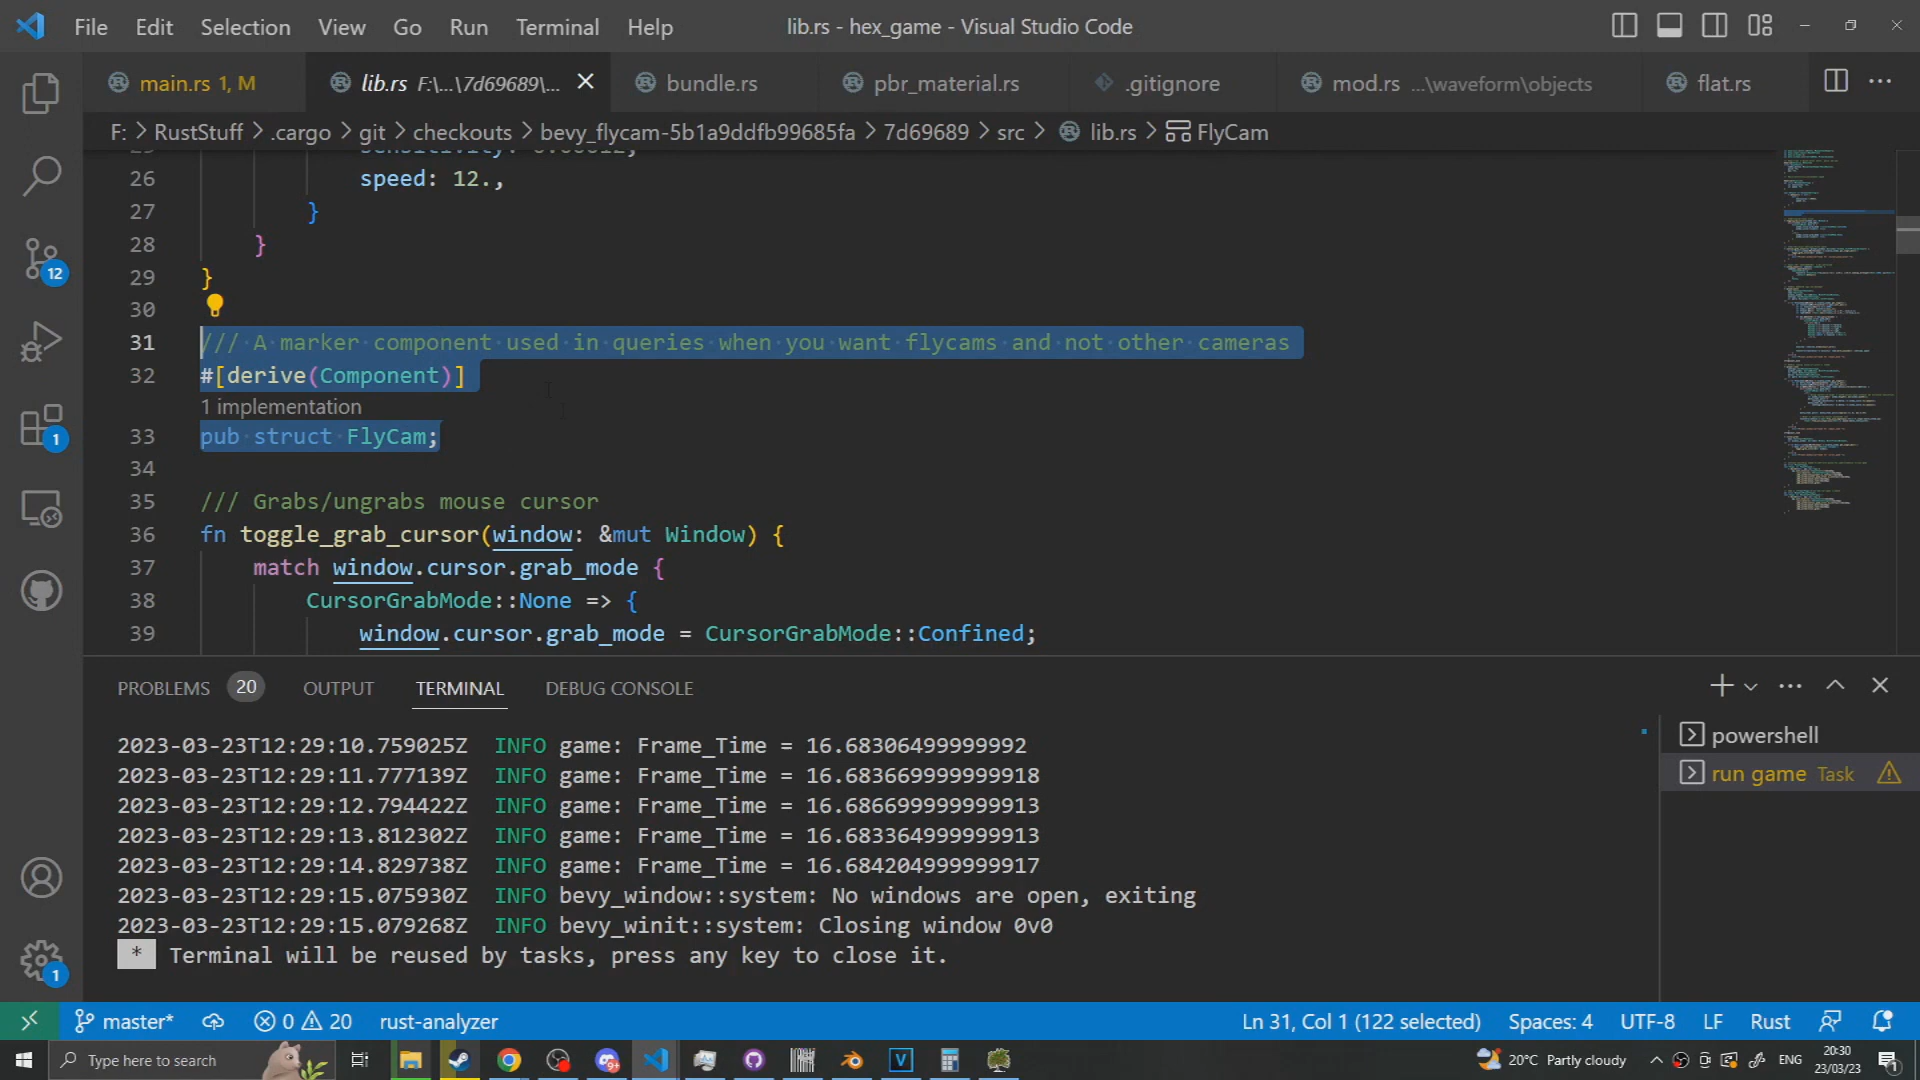 File Edit Selection View Go Run Terminal Help lib.rs - hex_game - Visual Studio Code
main.rs 1, M lib.rs F:\...\7d69689\... bundle.rs pbr_material.rs .gitignore mod.rs ...\waveform\objects flat.rs
F: > RustStuff > .cargo > git > checkouts > bevy_flycam-5b1a9ddfb99685fa > 7d69689 > src > lib.rs > FlyCam
26 speed: 12.,
27 }
28 }
29 }
30
31 /// A marker component used in queries when you want flycams and not other cameras
32 #[derive(Component)]
1 implementation
33 pub struct FlyCam;
34
35 /// Grabs/ungrabs mouse cursor
36 fn toggle_grab_cursor(window: &mut Window) {
37 match window.cursor.grab_mode {
38 CursorGrabMode::None => {
39 window.cursor.grab_mode = CursorGrabMode::Confined;
12
1
1
PROBLEMS 20 OUTPUT TERMINAL DEBUG CONSOLE
2023-03-23T12:29:10.759025Z INFO game: Frame_Time = 16.68306499999992
2023-03-23T12:29:11.777139Z INFO game: Frame_Time = 16.683669999999918
2023-03-23T12:29:12.794422Z INFO game: Frame_Time = 16.686699999999913
2023-03-23T12:29:13.812302Z INFO game: Frame_Time = 16.683364999999913
2023-03-23T12:29:14.829738Z INFO game: Frame_Time = 16.684204999999917
2023-03-23T12:29:15.075930Z INFO bevy_window::system: No windows are open, exiting
2023-03-23T12:29:15.079268Z INFO bevy_winit::system: Closing window 0v0
* Terminal will be reused by tasks, press any key to close it.
powershell
run game Task
master* 0 20 rust-analyzer Ln 31, Col 1 (122 selected) Spaces: 4 UTF-8 LF Rust
Type here to search 9+ V 20°C Partly cloudy ENG 20:30
23/03/23 1